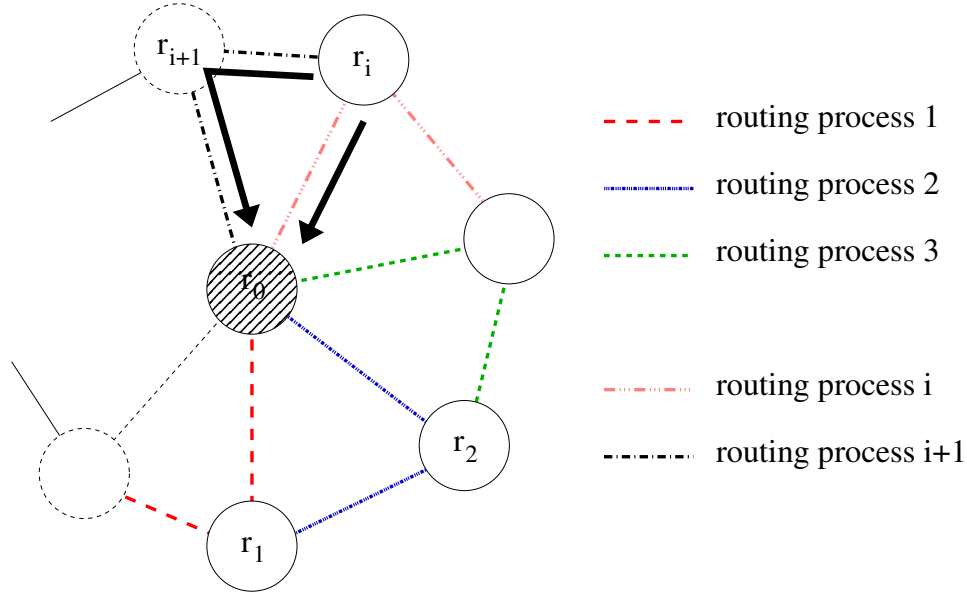 r_{i+1}
r_i
routing process 1
routing process 2
routing process 3
r_0
routing process i
r_2
routing process i+1
r_1